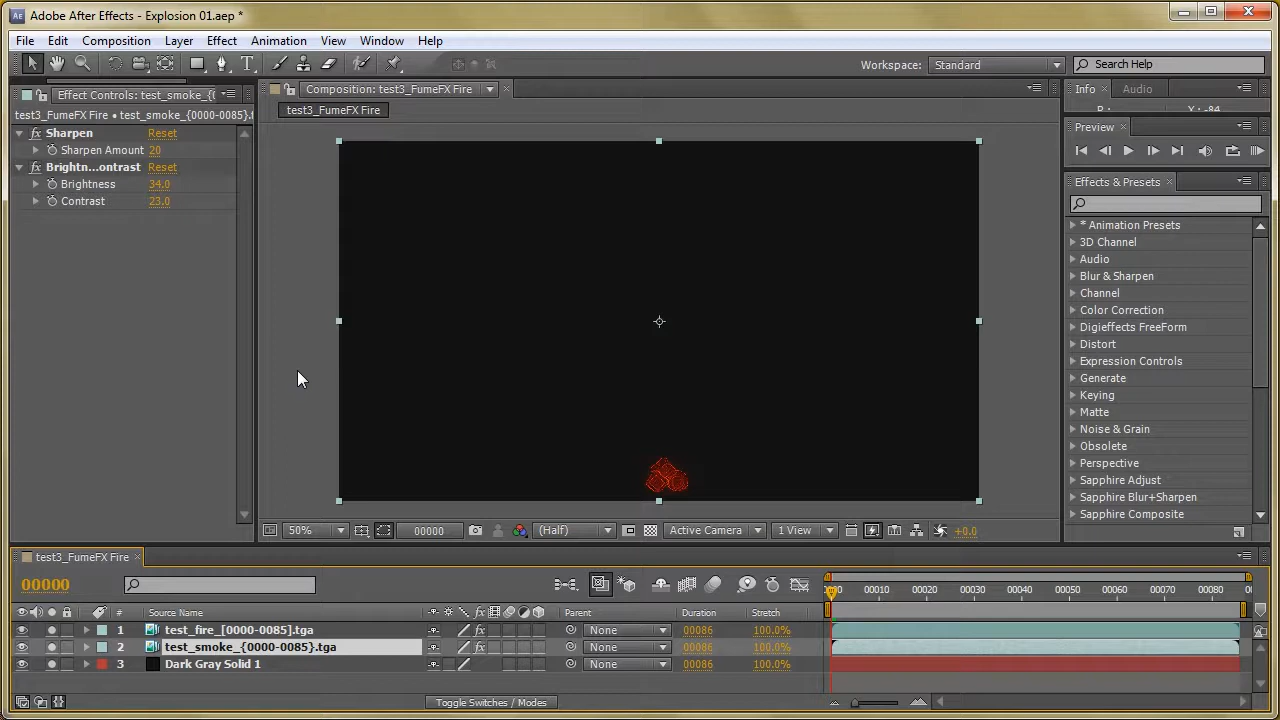 Adobe After Effects - Explosion 01.aep *
File Edit Composition Layer Effect Animation View Window Help
Workspace: Standard Search Help
Effect Controls: test_smoke_{(
test3_FumeFX Fire • test_smoke_{0000-0085}.t
Sharpen Reset
Sharpen Amount 20
Brightn...ontrast Reset
Brightness 34.0
Contrast 23.0
Composition: test3_FumeFX Fire
test3_FumeFX Fire
50% 00000 (Half) Active Camera 1 View +0.0
Info Audio
Y: -84
Preview
Effects & Presets
* Animation Presets
3D Channel
Audio
Blur & Sharpen
Channel
Color Correction
Digieffects FreeForm
Distort
Expression Controls
Generate
Keying
Matte
Noise & Grain
Obsolete
Perspective
Sapphire Adjust
Sapphire Blur+Sharpen
Sapphire Composite
test3_FumeFX Fire
00000
00010 00020 00030 00040 00050 00060 00070 00080
# Source Name Parent Duration Stretch
1 test_fire_[0000-0085].tga None 00086 100.0%
2 test_smoke_{0000-0085}.tga None 00086 100.0%
3 Dark Gray Solid 1 None 00086 100.0%
Toggle Switches / Modes